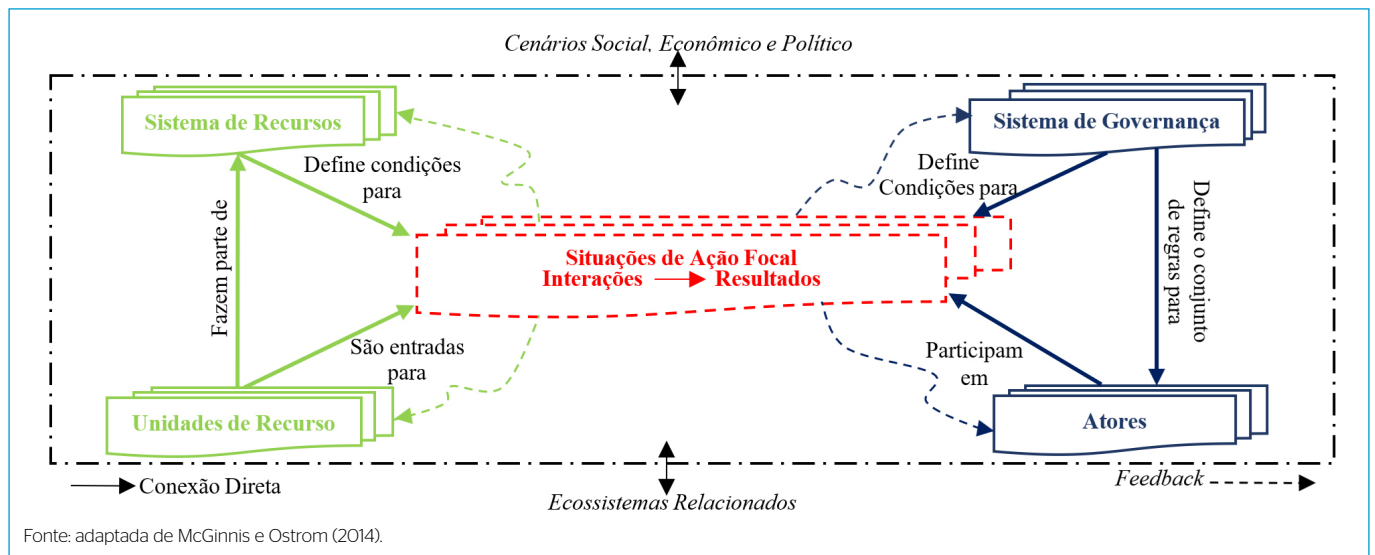 Cenários Social, Econômico e Político
Sistema de Recursos
Sistema de Governança
Define condições
para
Define
Condições para
Fazem parte de
Define o conjunto
de regras para
Situações de Ação Focal
Interações
Resultados
São entradas
para
Participam
em
Unidades de Recurso
Atores
Conexão Direta
Ecossistemas Relacionados
Feedback
Fonte: adaptada de McGinnis e Ostrom (2014).